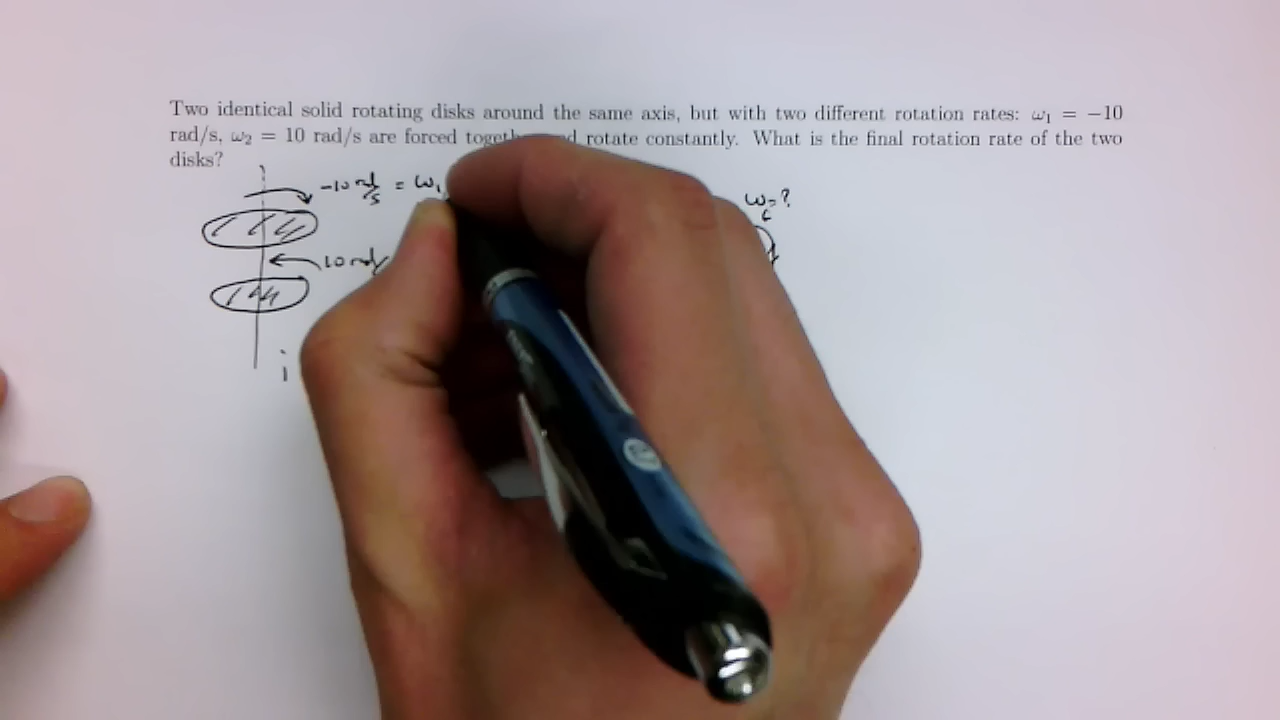 Two identical solid rotating disks around the same axis, but with two different rotation rates: ω₁ = −10
rad/s, ω₂ = 10 rad/s are forced rotate constantly. What is the final rotation rate of the two
disks?
-10 rad/s = ω₁
ω_f = ?
10 rad/
i